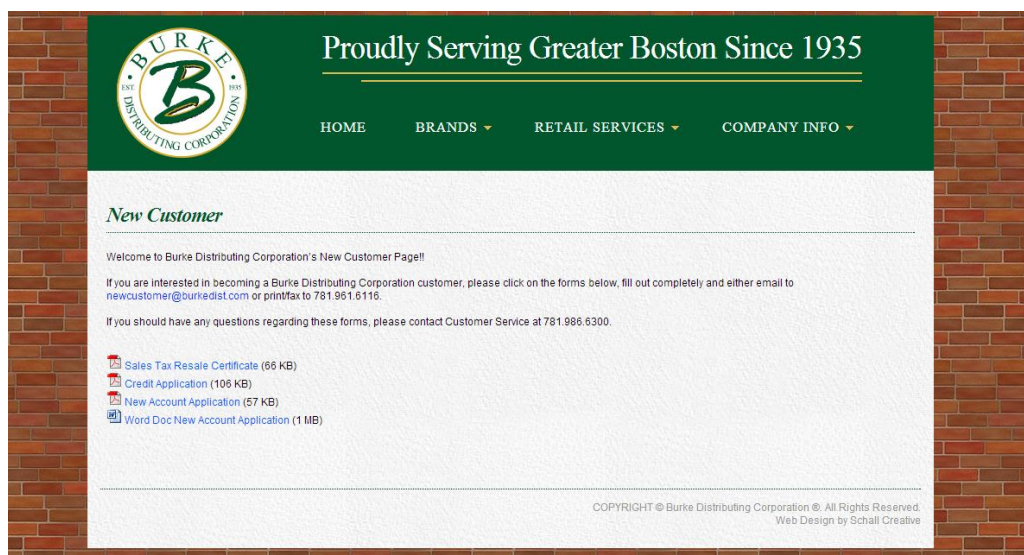 BURKE
B
EST. 1935
DISTRIBUTING CORPORATION
Proudly Serving Greater Boston Since 1935
HOME BRANDS RETAIL SERVICES COMPANY INFO
New Customer
Welcome to Burke Distributing Corporation's New Customer Page!!
If you are interested in becoming a Burke Distributing Corporation customer, please click on the forms below, fill out completely and either email to
newcustomer@burkedist.com or print/fax to 781.961.6116.
If you should have any questions regarding these forms, please contact Customer Service at 781.986.6300.
Sales Tax Resale Certificate (66 KB)
Credit Application (106 KB)
New Account Application (57 KB)
Word Doc New Account Application (1 MB)
COPYRIGHT © Burke Distributing Corporation ®. All Rights Reserved.
Web Design by Schall Creative